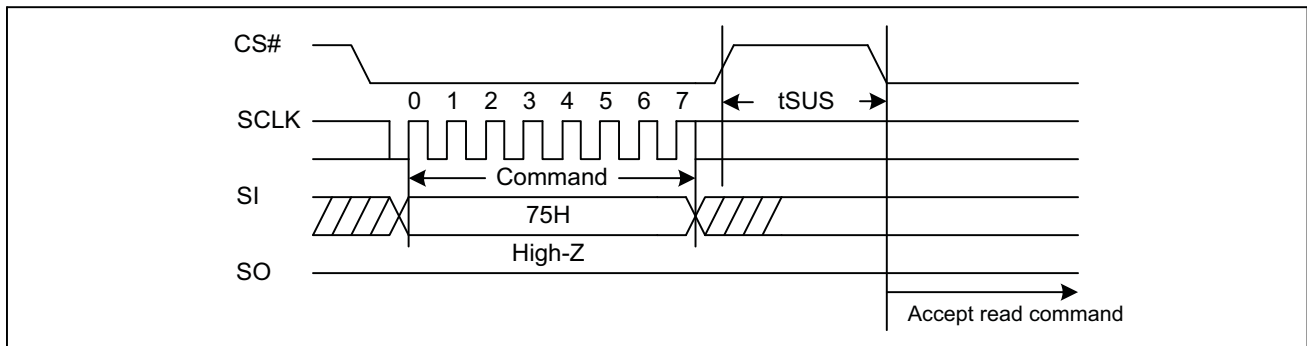 CS#
tSUS
0 1 2 3 4 5 6 7
SCLK
Command
SI
75H
High-Z
SO
Accept read command